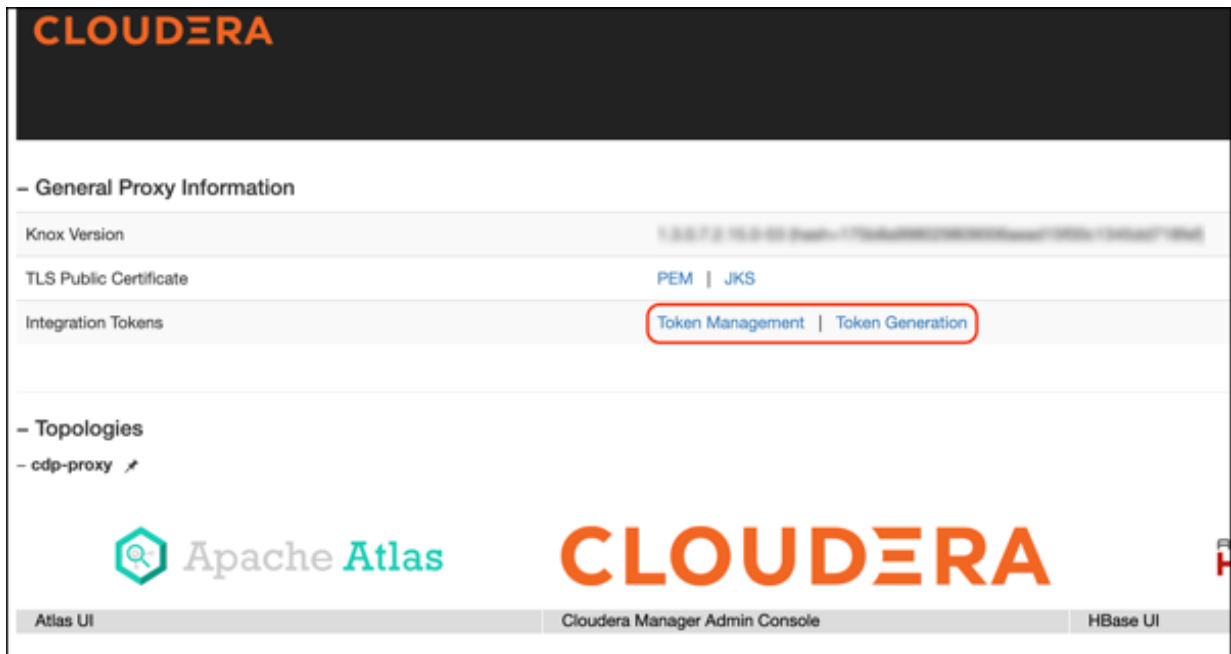 CLOUDERA
– General Proxy Information
Knox Version
TLS Public Certificate PEM | JKS
Integration Tokens Token Management | Token Generation
– Topologies
– cdp-proxy
Apache Atlas CLOUDERA
Atlas UI Cloudera Manager Admin Console HBase UI